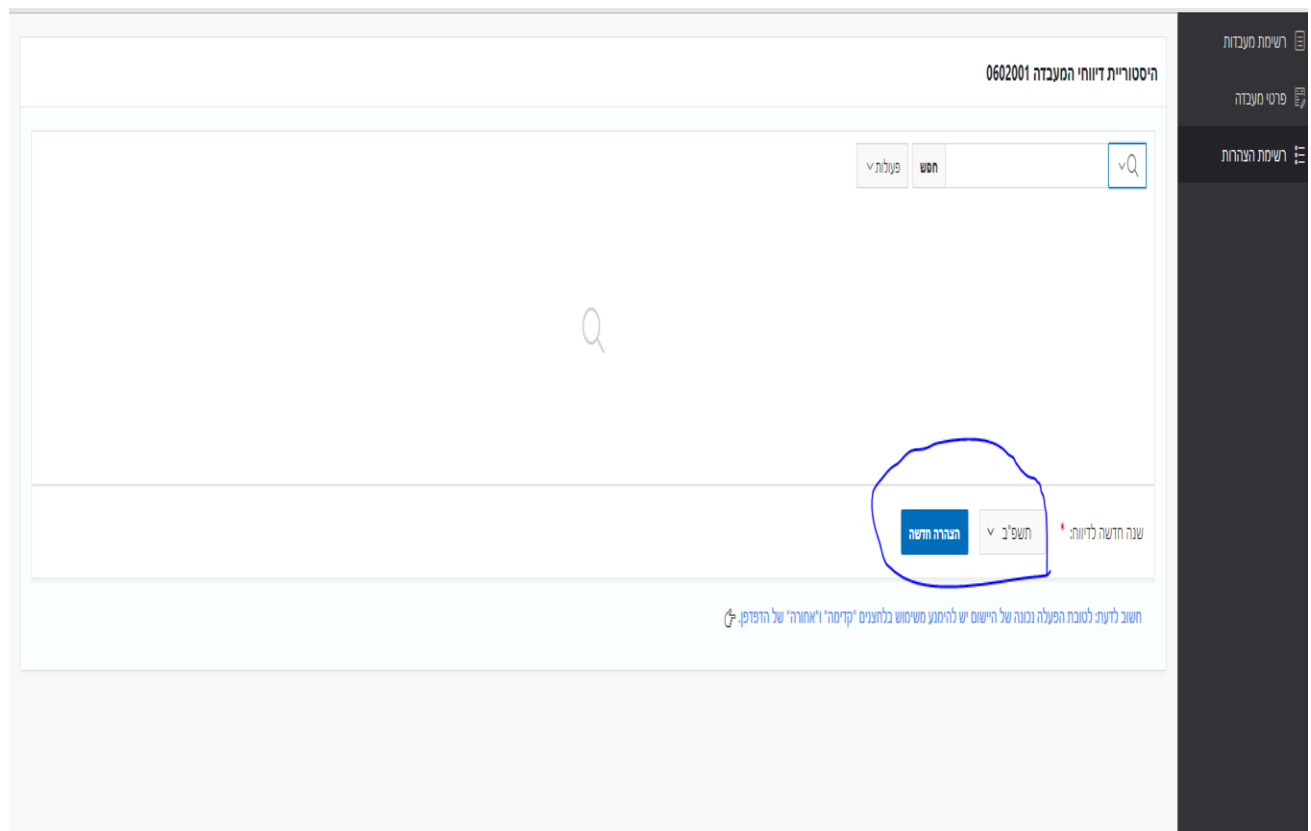 רשימת מעבדות
פרטי מעבדה
רשימת הצהרות
היסטוריית דיווחי המעבדה 0602001
חפש פעולות
שנה חדשה לדיווח: * תשפ"ב הצהרה חדשה
חשוב לדעת: לטובת הפעלה נכונה של היישום יש להימנע משימוש בלחצנים "קדימה" ו"אחורה" של הדפדפן.